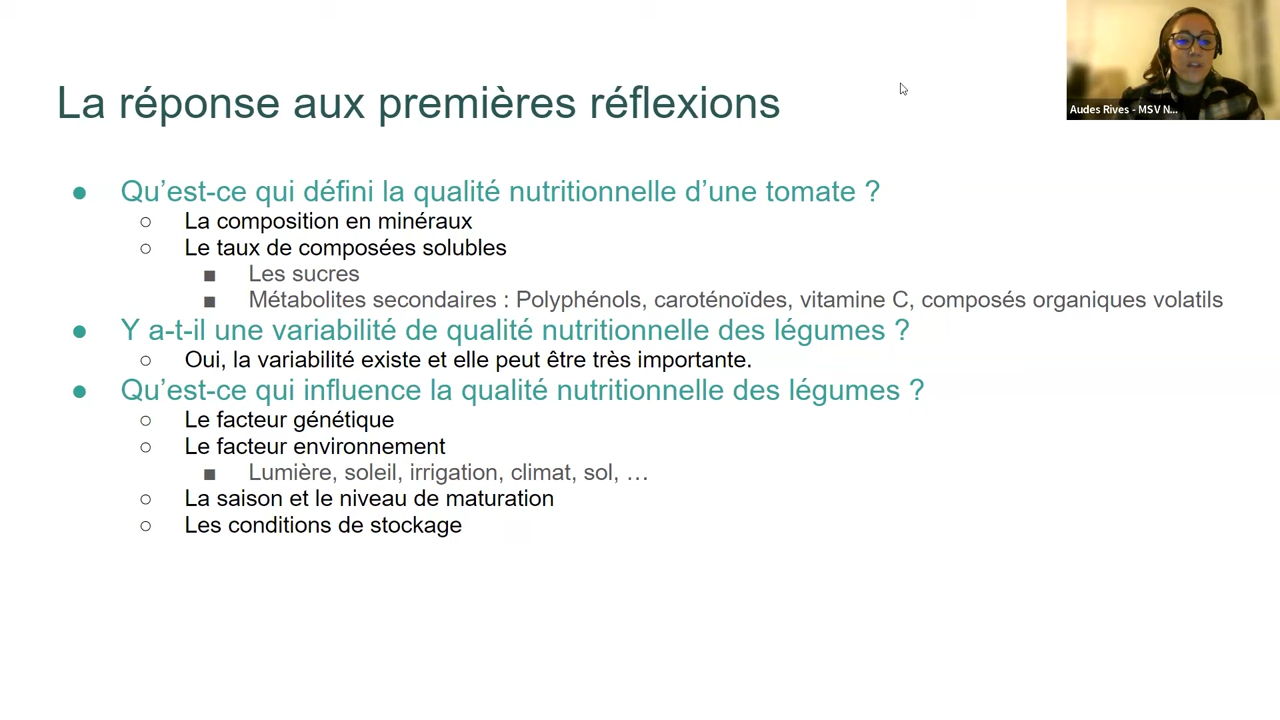 La réponse aux premières réflexions
Audes Rives - MSV N...
● Qu’est-ce qui défini la qualité nutritionnelle d’une tomate ?
○ La composition en minéraux
○ Le taux de composées solubles
■ Les sucres
■ Métabolites secondaires : Polyphénols, caroténoïdes, vitamine C, composés organiques volatils
● Y a-t-il une variabilité de qualité nutritionnelle des légumes ?
○ Oui, la variabilité existe et elle peut être très importante.
● Qu’est-ce qui influence la qualité nutritionnelle des légumes ?
○ Le facteur génétique
○ Le facteur environnement
■ Lumière, soleil, irrigation, climat, sol, …
○ La saison et le niveau de maturation
○ Les conditions de stockage